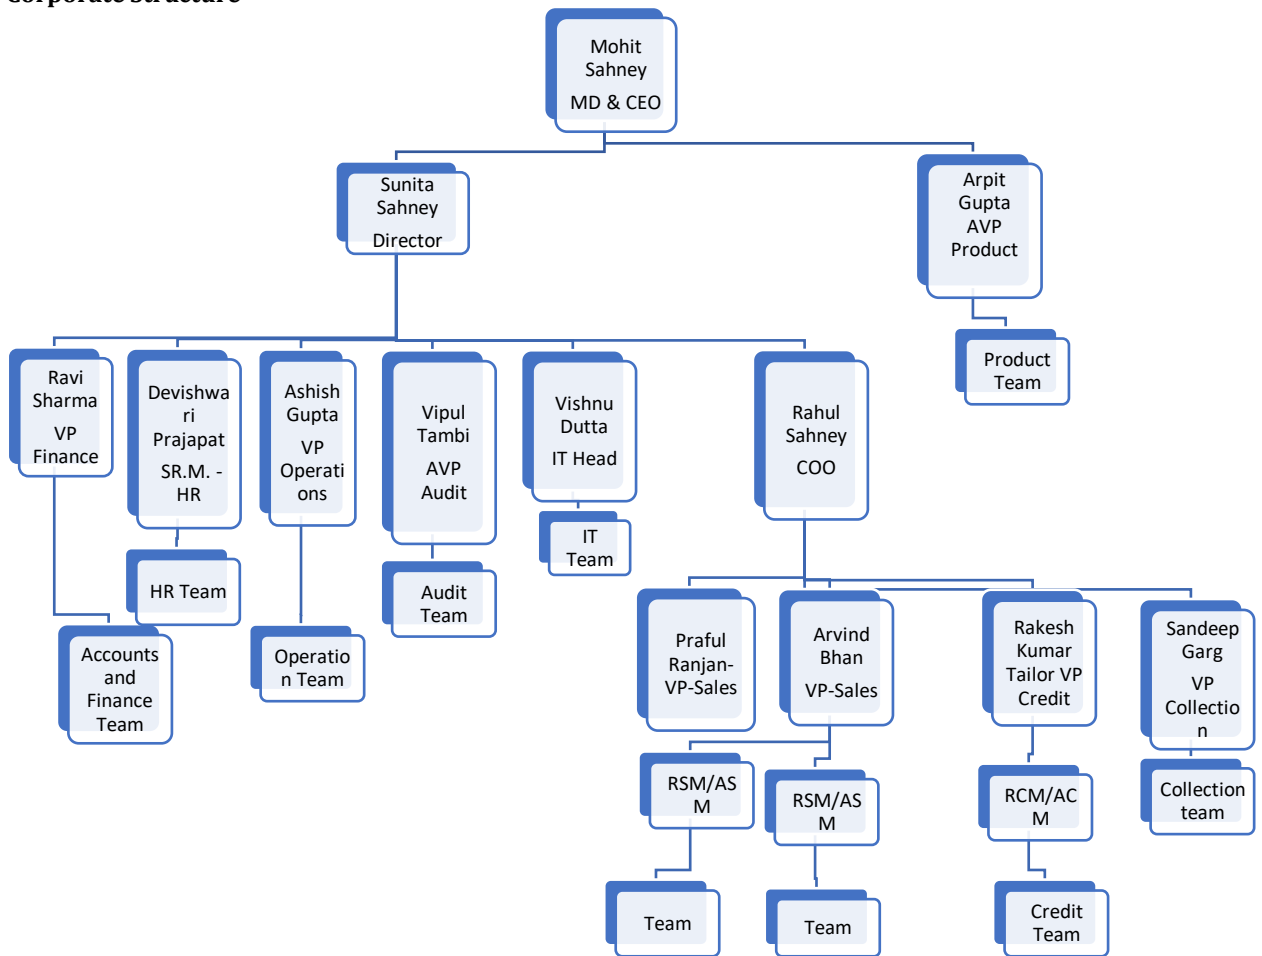 Corporate Structure
Mohit
Sahney
MD & CEO
Sunita
Sahney
Director
Arpit
Gupta
AVP
Product
Product
Team
Ravi
Sharma
VP
Finance
Devishwa
ri
Prajapat
SR.M. -
HR
Ashish
Gupta
VP
Operati
ons
Vipul
Tambi
AVP
Audit
Vishnu
Dutta
IT Head
Rahul
Sahney
COO
IT
Team
HR Team
Audit
Team
Accounts
and
Finance
Team
Operatio
n Team
Praful
Ranjan-
VP-Sales
Arvind
Bhan
VP-Sales
Rakesh
Kumar
Tailor VP
Credit
Sandeep
Garg
VP
Collectio
n
RSM/AS
M
RSM/AS
M
RCM/AC
M
Collection
team
Team
Team
Credit
Team